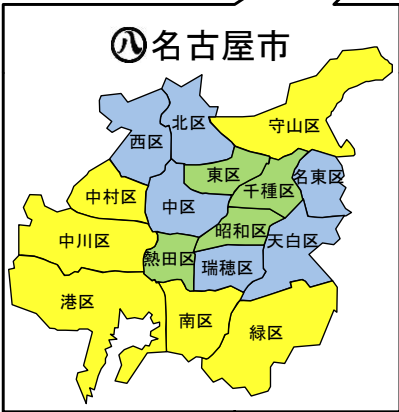 ㊇名古屋市
北区
守山区
西区
東区
名東区
千種区
中村区
中区
昭和区
中川区
天白区
熱田区
瑞穂区
港区
南区
緑区